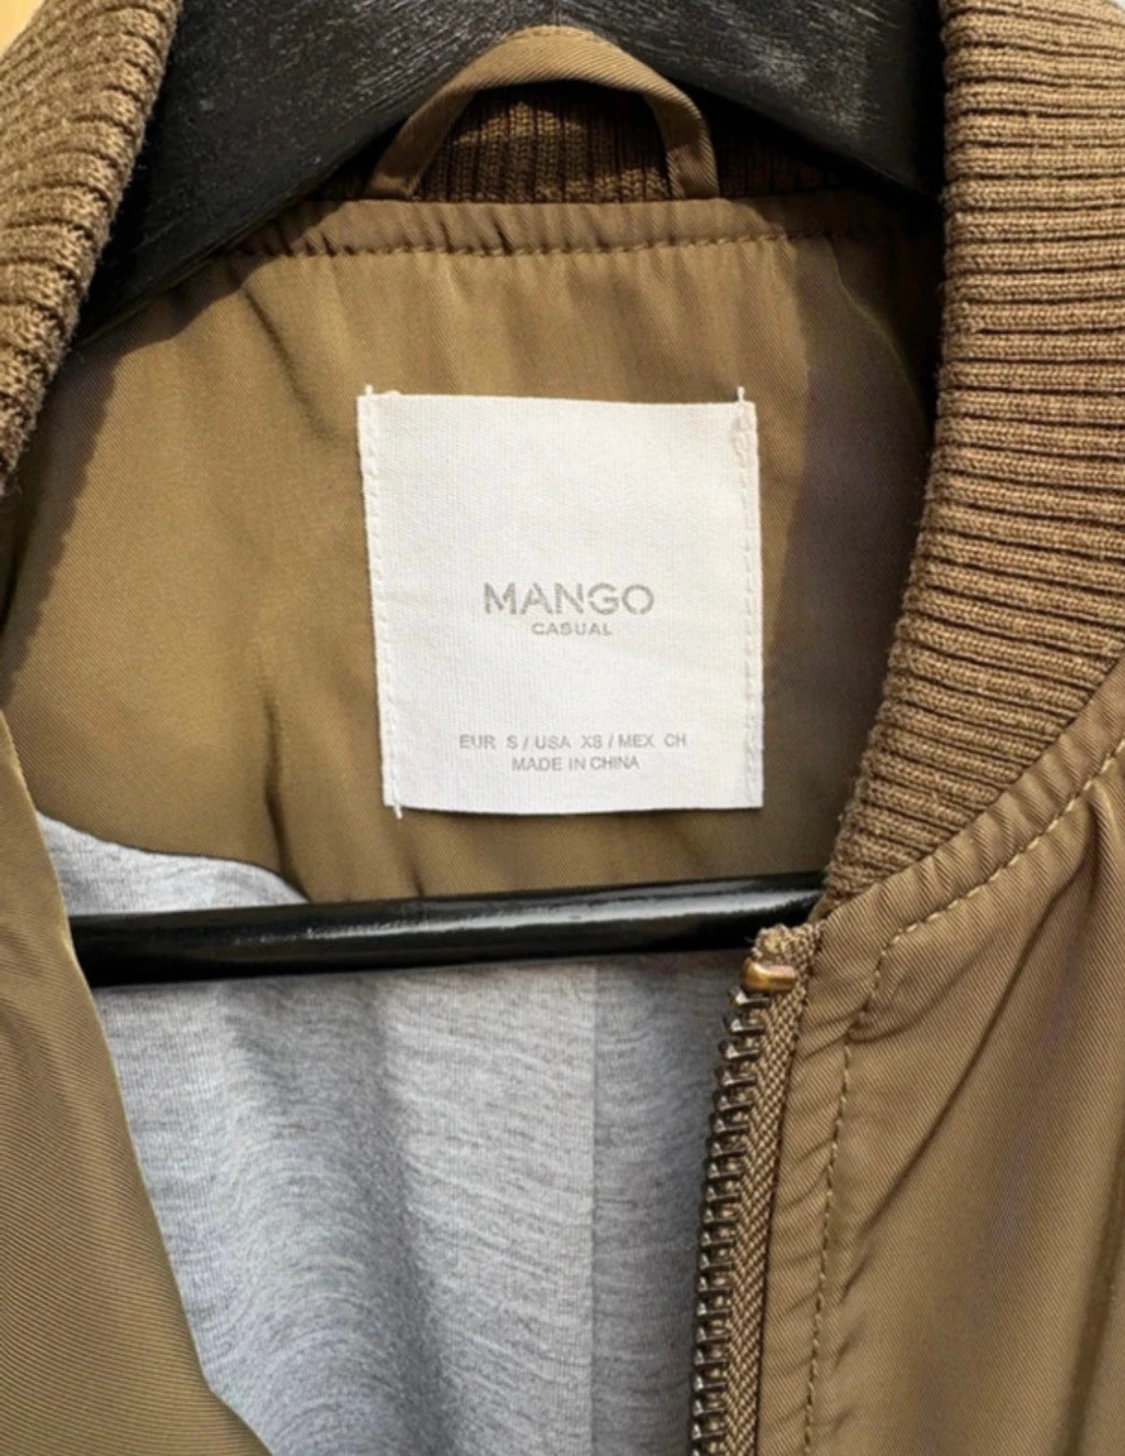 MANGO
CASUAL
EUR S / USA XS / MEX CH
MADE IN CHINA